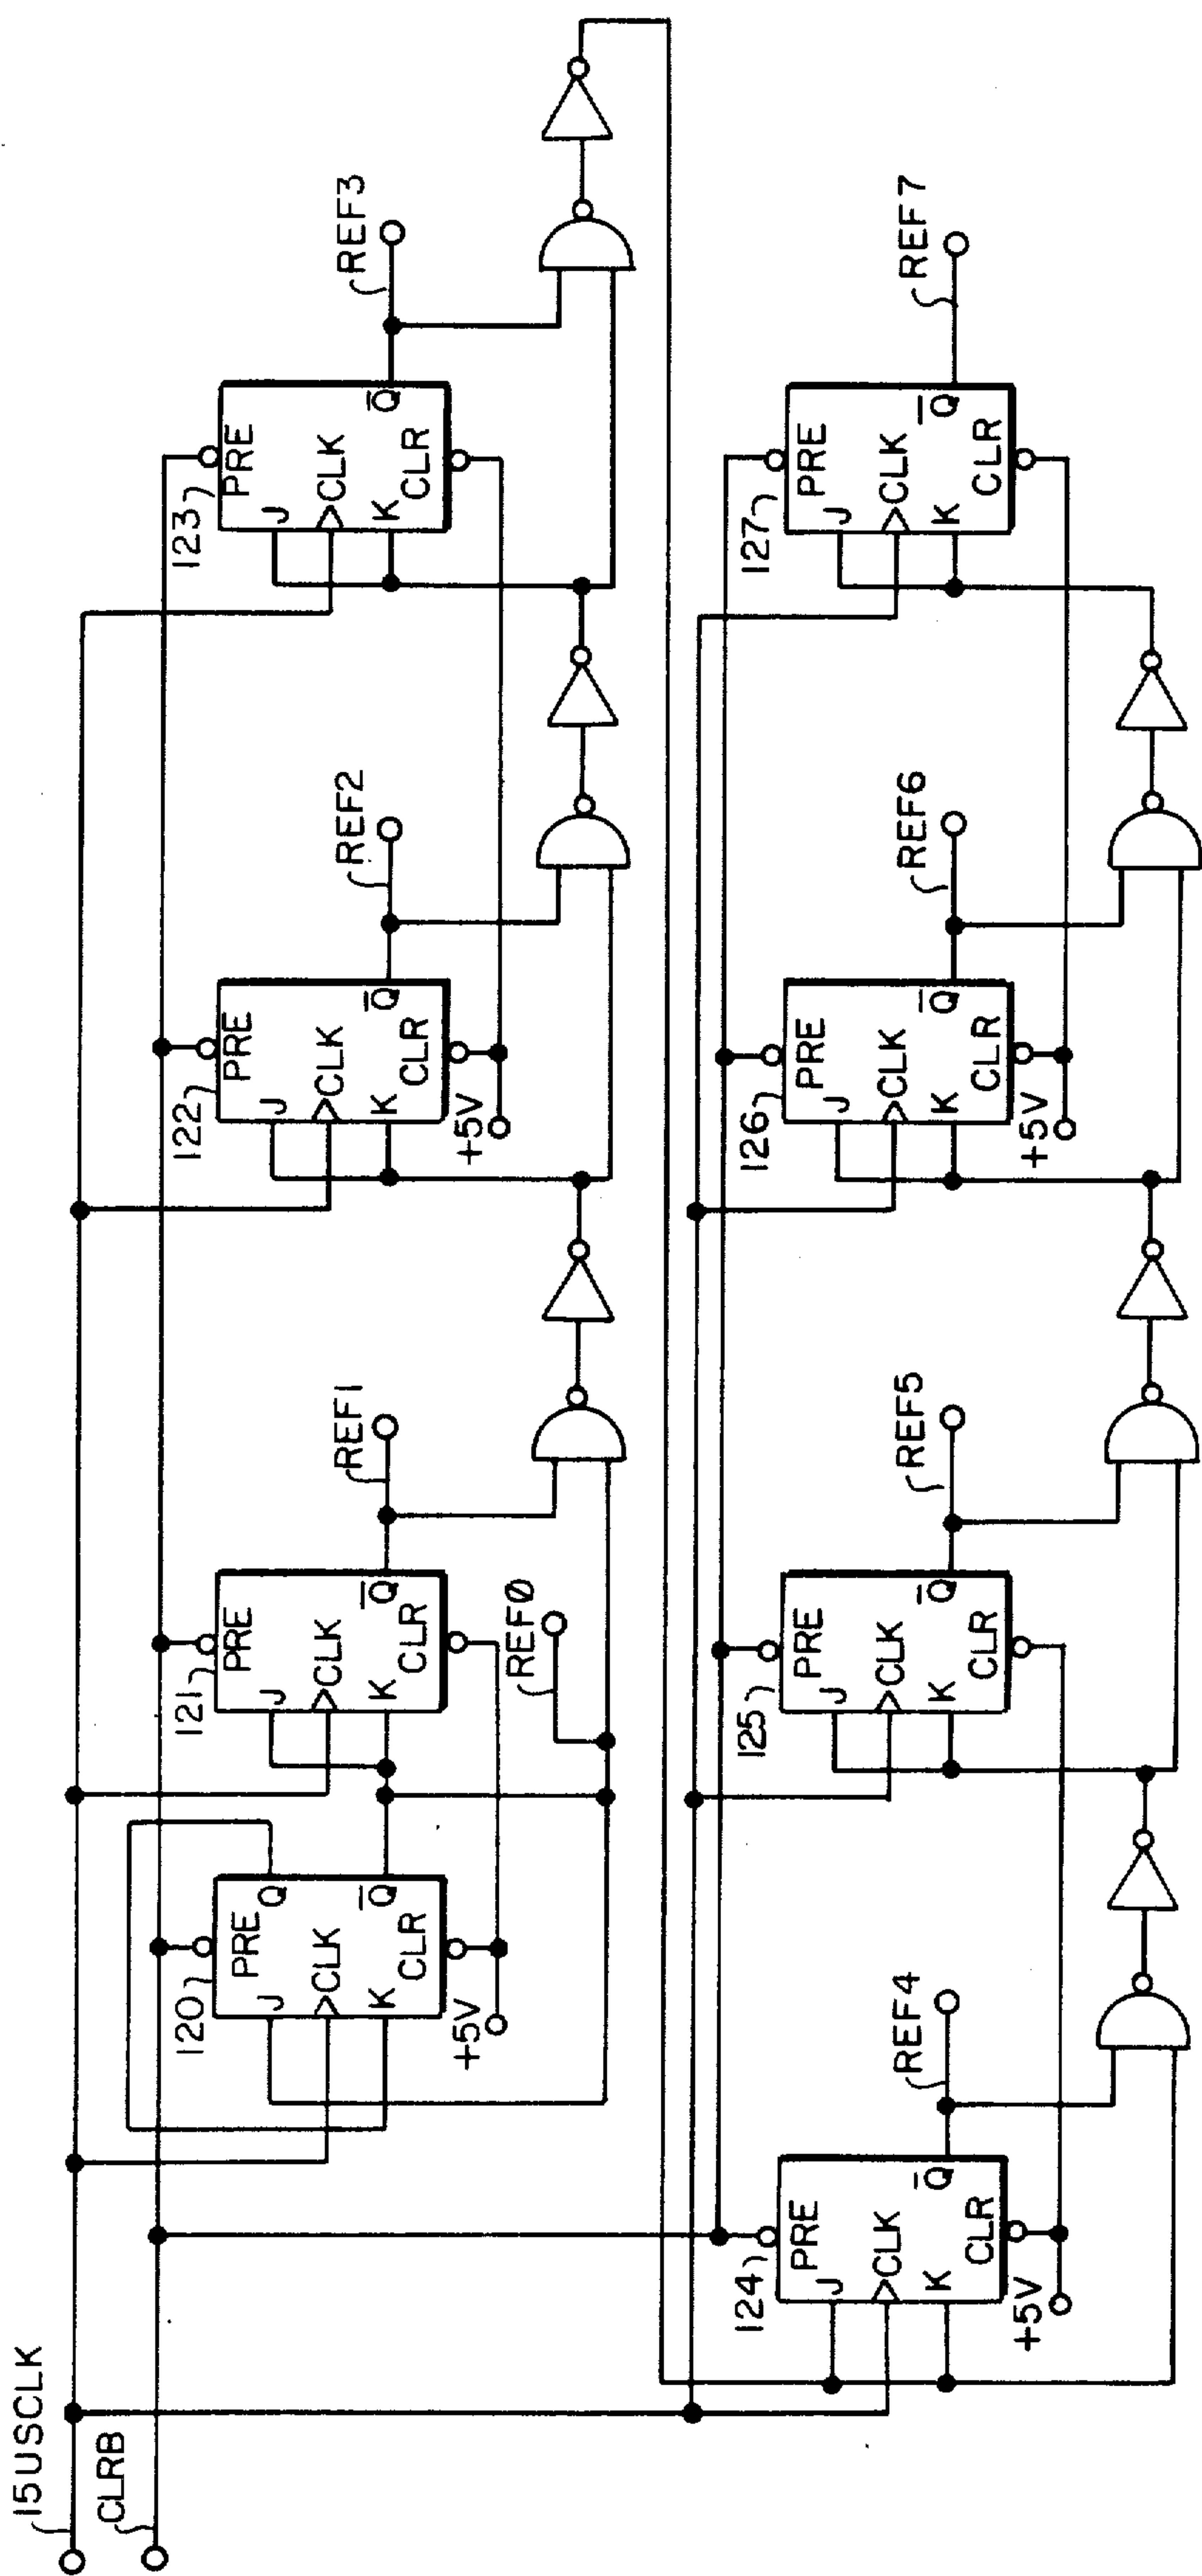 15USCLK
CLRB
120
PRE
J
Q
CLK
K
Q̅
CLR
+5V
121
PRE
J
CLK
K
Q̅
CLR
REF0
REF1
122
PRE
J
CLK
K
Q̅
CLR
+5V
REF2
123
PRE
J
CLK
K
Q̅
CLR
REF3
124
PRE
J
CLK
K
Q̅
CLR
+5V
REF4
125
PRE
J
CLK
K
Q̅
CLR
REF5
126
PRE
J
CLK
K
Q̅
CLR
+5V
REF6
127
PRE
J
CLK
K
Q̅
CLR
REF7